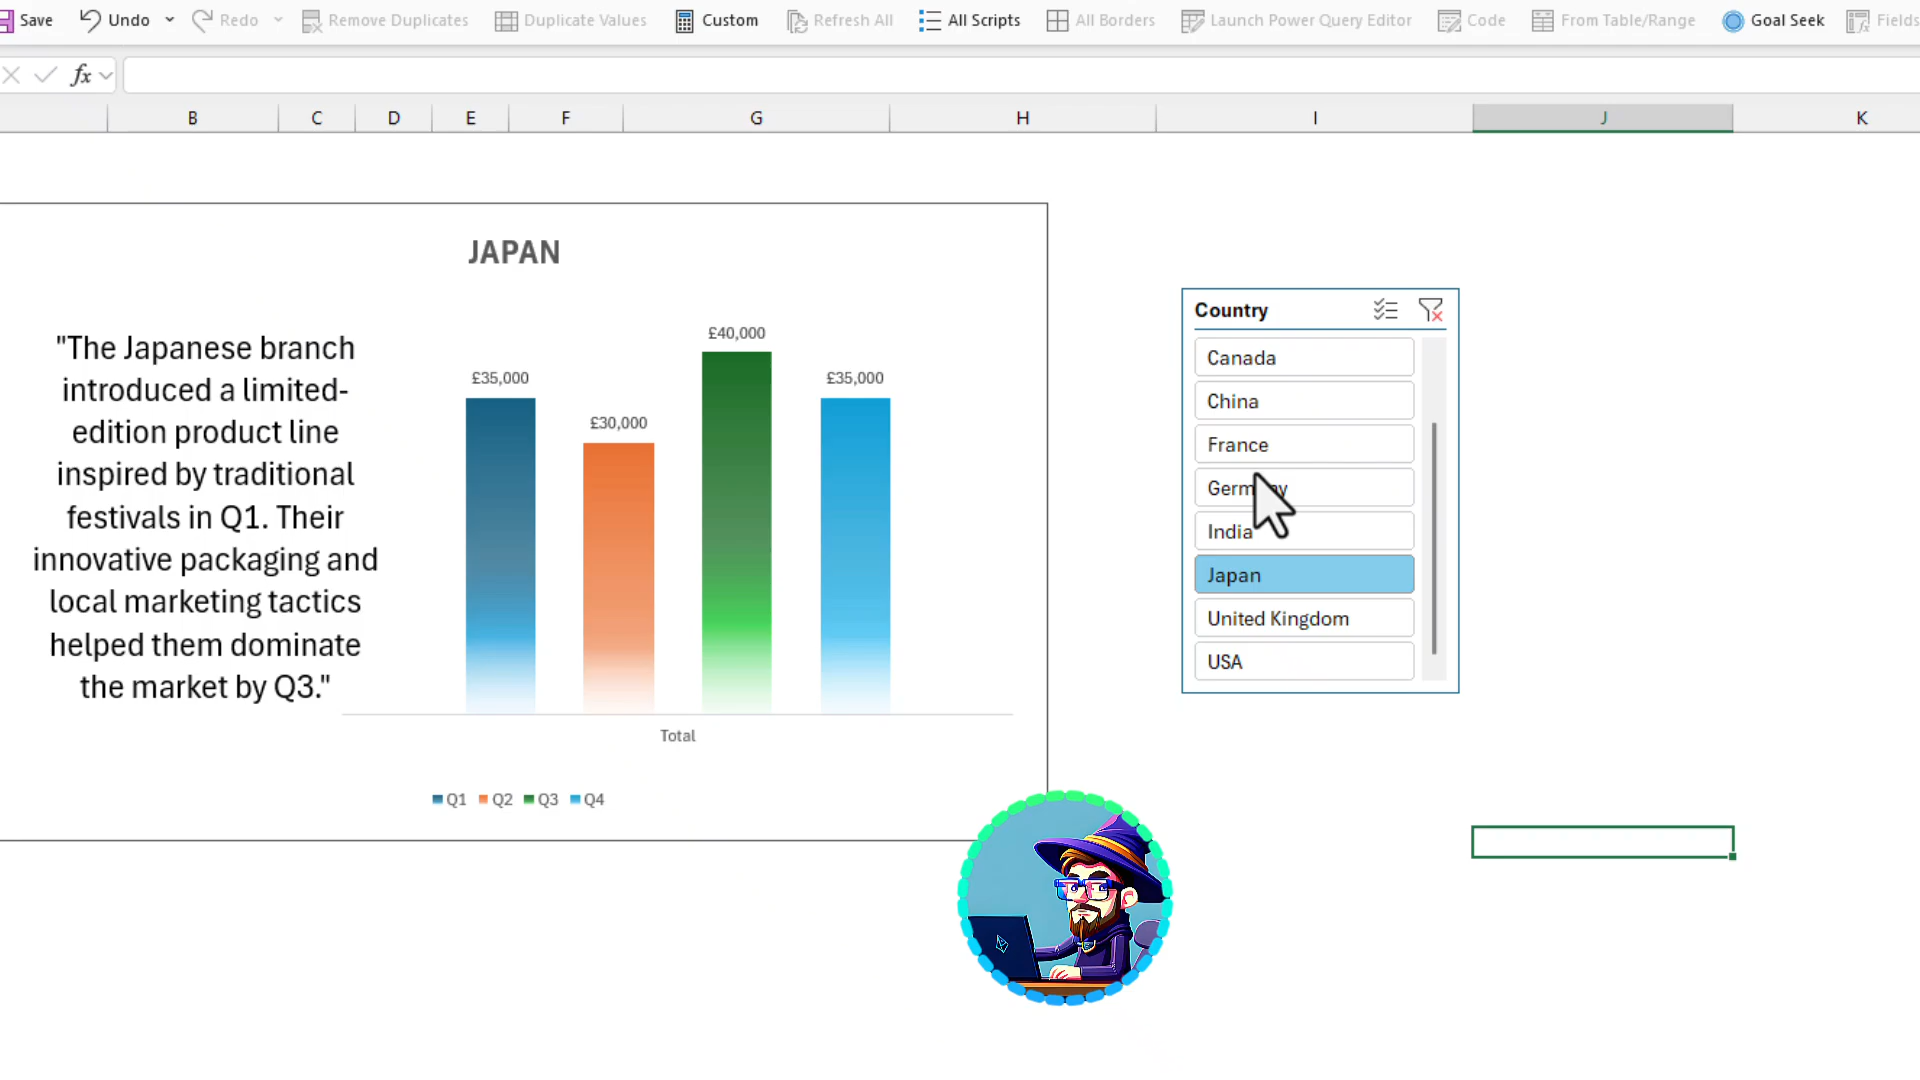 Save Undo Redo Remove Duplicates Duplicate Values Custom Refresh All All Scripts All Borders Launch Power Query Editor Code From Table/Range Goal Seek Fields
fx
B C D E F G H I J K
JAPAN
"The Japanese branch
introduced a limited-
edition product line
inspired by traditional
festivals in Q1. Their
innovative packaging and
local marketing tactics
helped them dominate
the market by Q3."
£35,000
£30,000
£40,000
£35,000
Total
Q1 Q2 Q3 Q4
Country
Canada
China
France
Germany
India
Japan
United Kingdom
USA